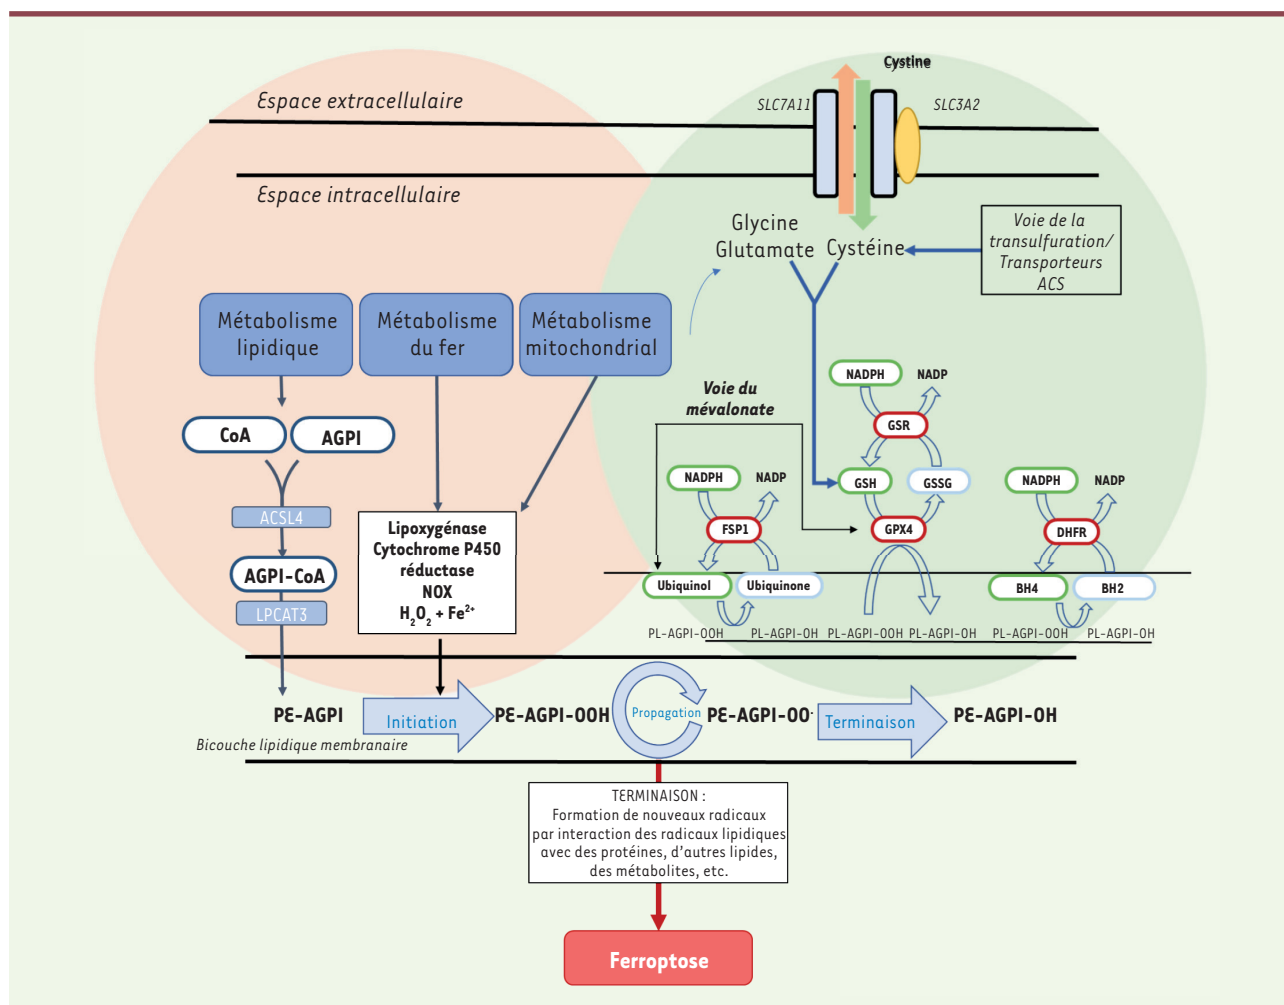 Cystine
Espace extracellulaire
SLC7A11
SLC3A2
Espace intracellulaire
Glycine
Glutamate
Cystéine
Voie de la
transulfuration/
Transporteurs
ACS
Métabolisme
lipidique
Métabolisme
du fer
Métabolisme
mitochondrial
Voie du
mévalonate
NADPH
NADP
GSR
CoA
AGPI
NADPH
NADP
GSH
GSSG
NADPH
NADP
ACSL4
FSP1
GPX4
DHFR
Lipoxygénase
Cytochrome P450
réductase
NOX
H₂O₂ + Fe²⁺
AGPI-CoA
LPCAT3
Ubiquinol
Ubiquinone
BH4
BH2
PL-AGPI-OOH
PL-AGPI-OH
PL-AGPI-OOH
PL-AGPI-OH
PL-AGPI-OOH
PL-AGPI-OH
PE-AGPI
Initiation
PE-AGPI-OOH
Propagation
PE-AGPI-OO·
Terminaison
PE-AGPI-OH
Bicouche lipidique membranaire
TERMINAISON :
Formation de nouveaux radicaux
par interaction des radicaux lipidiques
avec des protéines, d'autres lipides,
des métabolites, etc.
Ferroptose